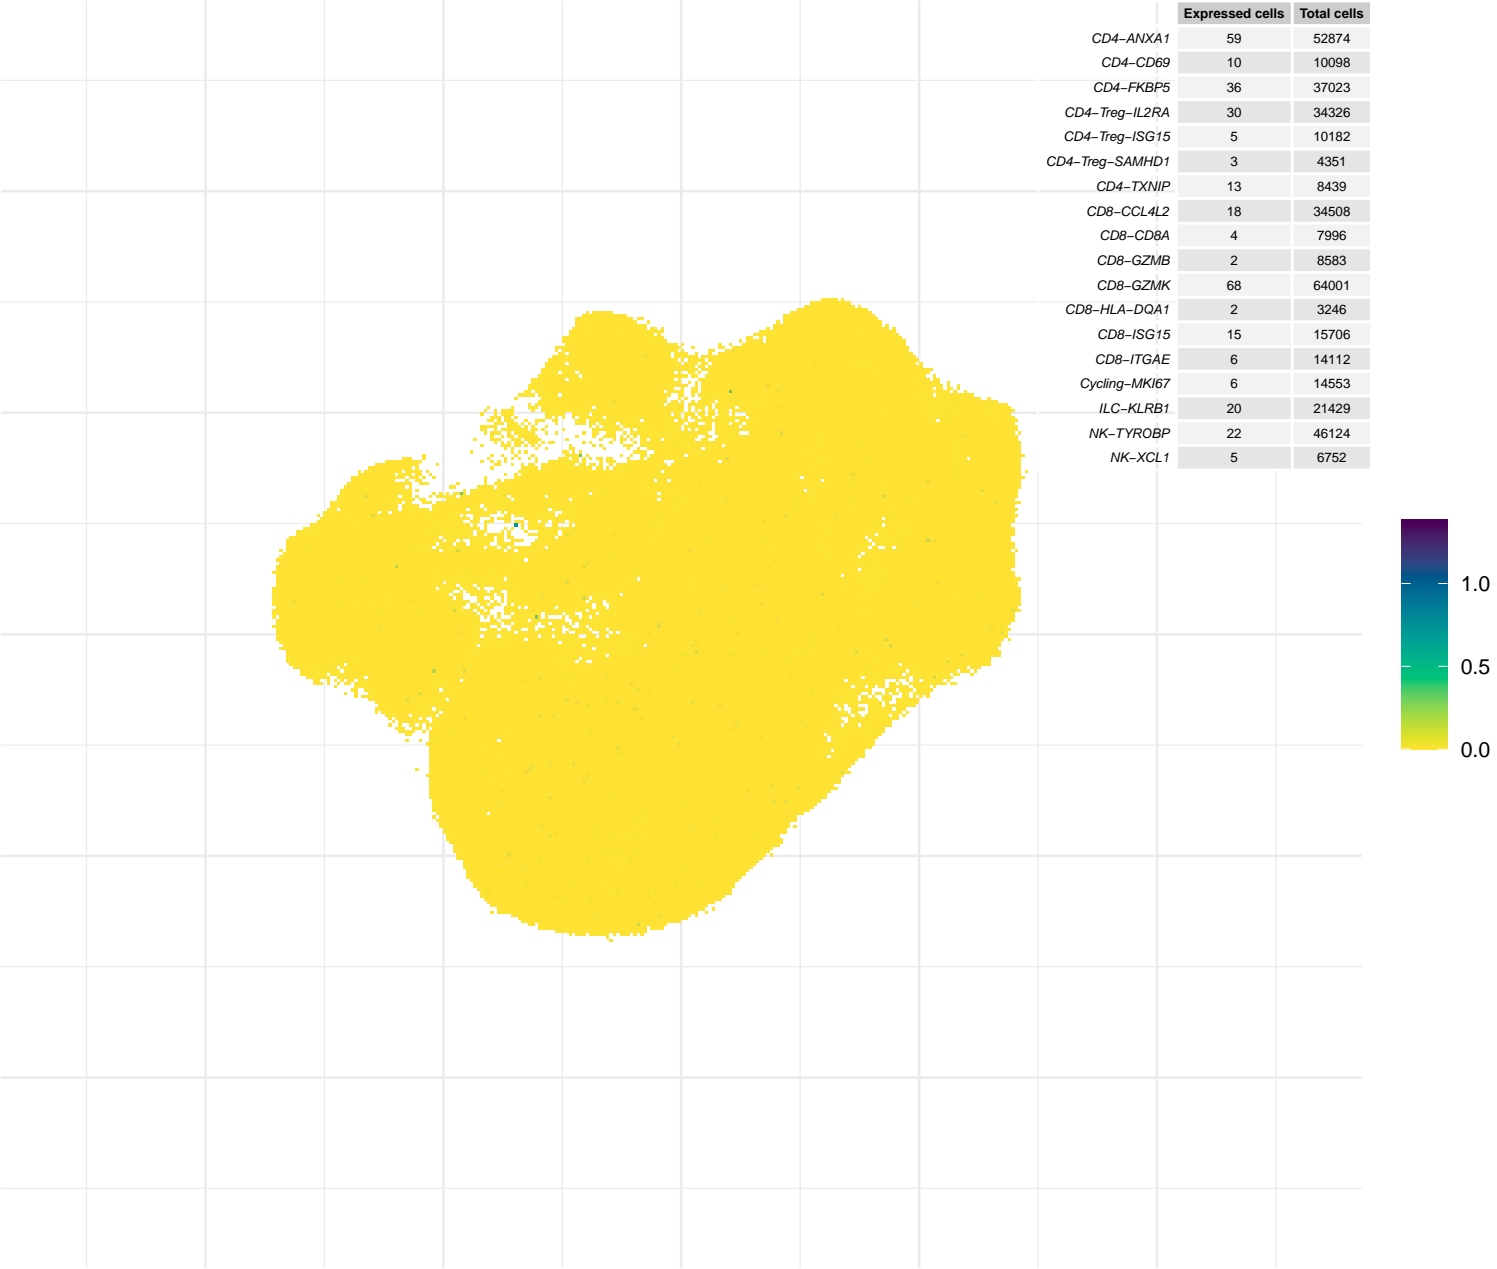 Expressed cells Total cells
CD4−ANXA1 59 52874
CD4−CD69 10 10098
CD4−FKBP5 36 37023
CD4−Treg−IL2RA 30 34326
CD4−Treg−ISG15 5 10182
CD4−Treg−SAMHD1 3 4351
CD4−TXNIP 13 8439
CD8−CCL4L2 18 34508
CD8−CD8A 4 7996
CD8−GZMB 2 8583
CD8−GZMK 68 64001
CD8−HLA−DQA1 2 3246
CD8−ISG15 15 15706
CD8−ITGAE 6 14112
Cycling−MKI67 6 14553
ILC−KLRB1 20 21429
NK−TYROBP 22 46124
NK−XCL1 5 6752
1.0
0.5
0.0